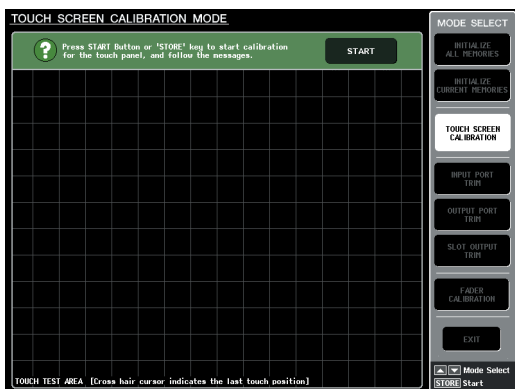 TOUCH SCREEN CALIBRATION MODE
Press START Button or 'STORE' key to start calibration
for the touch panel, and follow the messages.
START
TOUCH TEST AREA [Cross hair cursor indicates the last touch position]
MODE SELECT
INITIALIZE
ALL MEMORIES
INITIALIZE
CURRENT MEMORIES
TOUCH SCREEN
CALIBRATION
INPUT PORT
TRIM
OUTPUT PORT
TRIM
SLOT OUTPUT
TRIM
FADER
CALIBRATION
EXIT
Mode Select
STORE Start